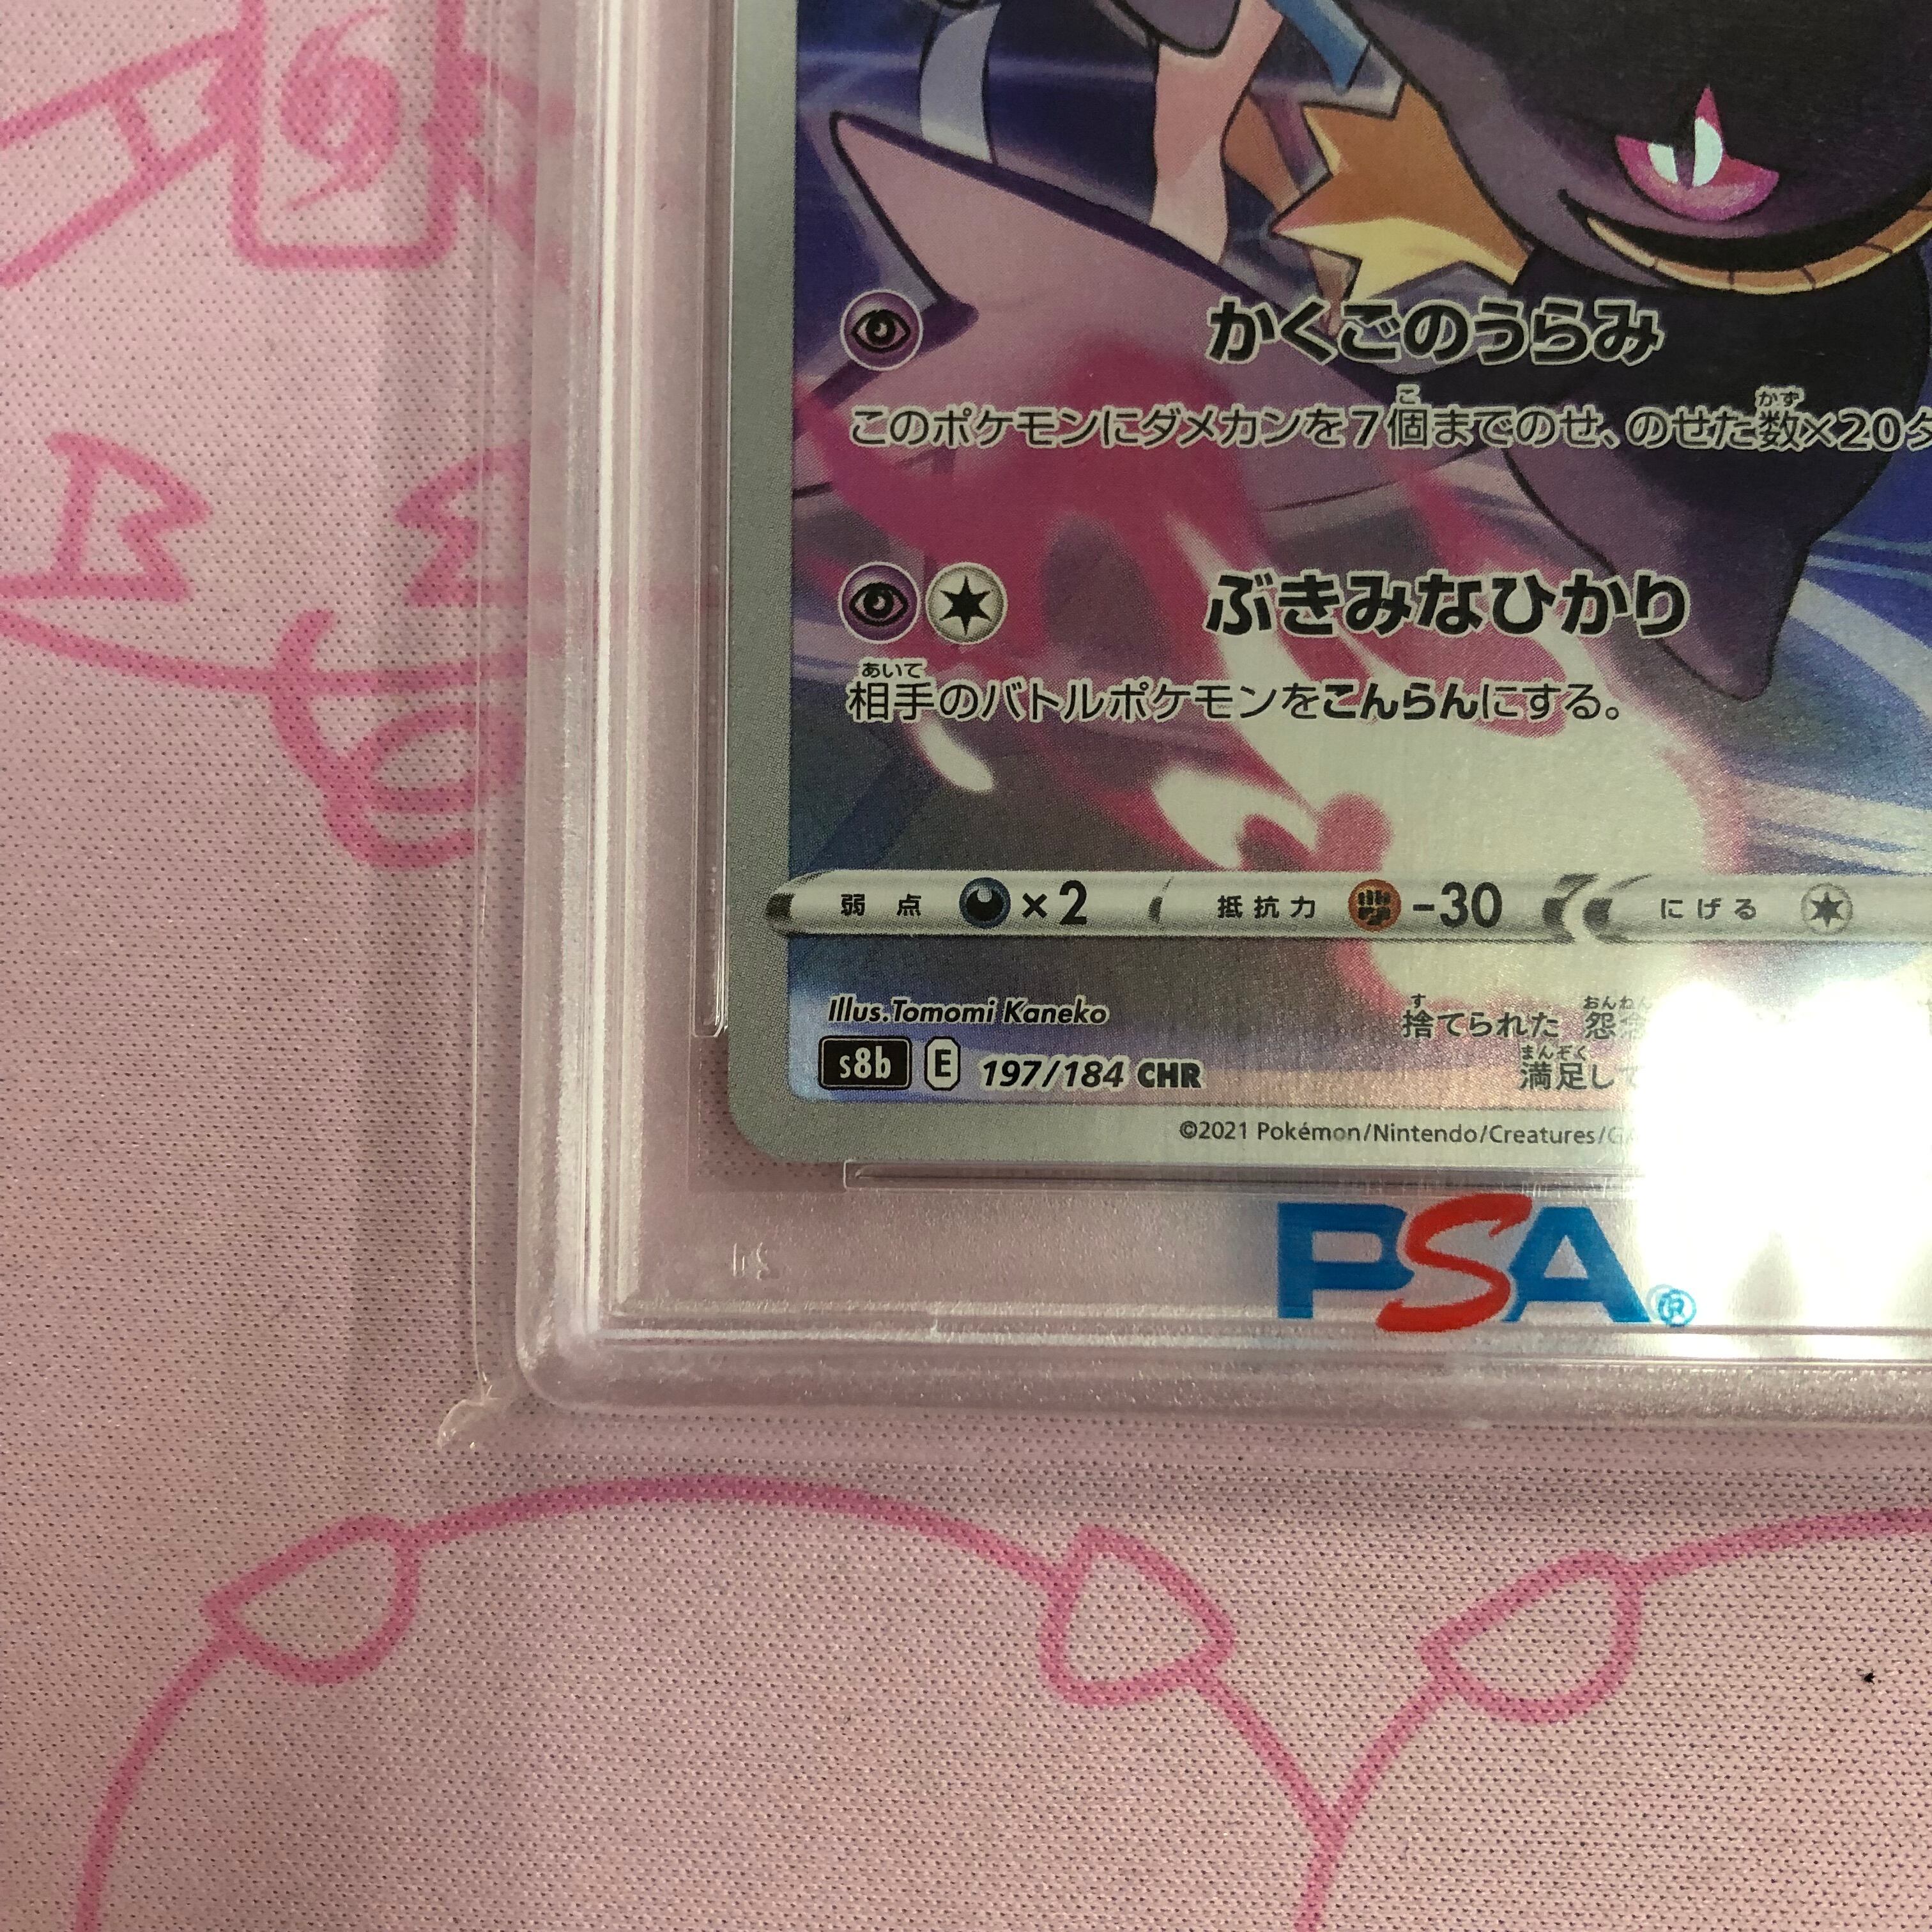 かくごのうらみ
このポケモンにダメカンを7個までのせ、のせた数×20
ぶきみなひかり
相手のバトルポケモンをこんらんにする。
弱点 ×2 抵抗力 -30 にげる
Illus.Tomomi Kaneko
捨てられた 怨
s8b E 197/184 CHR
満足して
©2021 Pokémon/Nintendo/Creatures/
PSA®